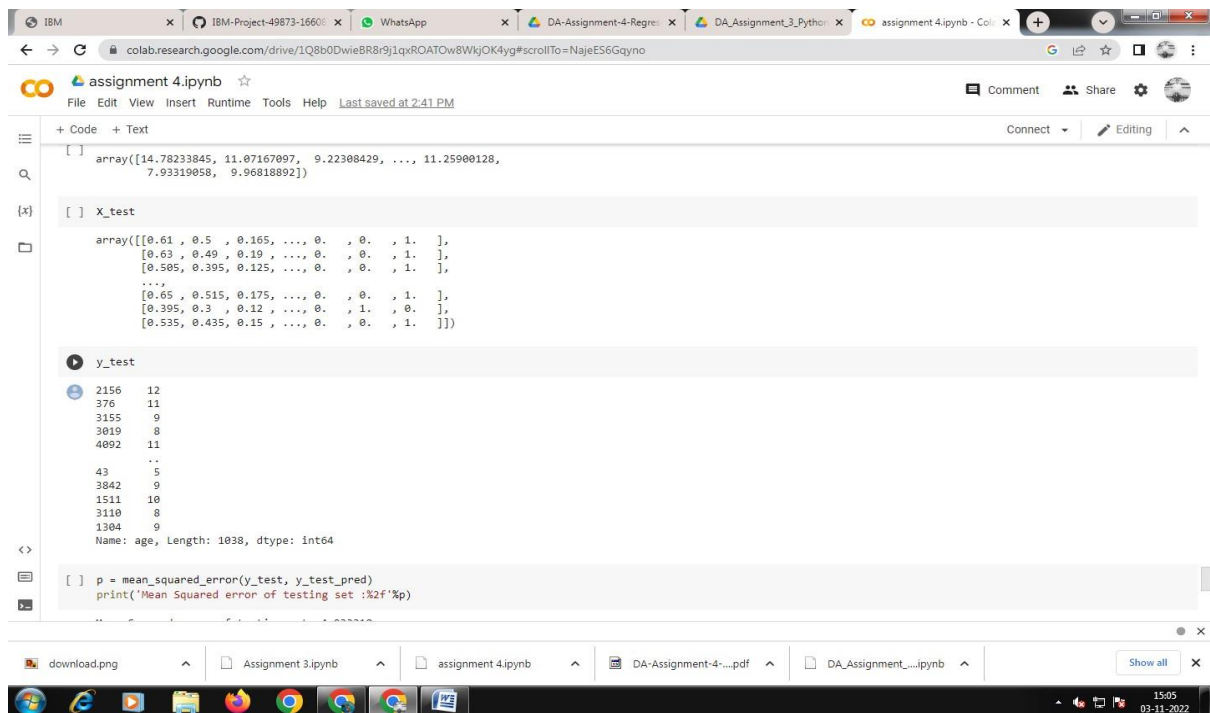 IBM
IBM-Project-49873-16608
WhatsApp
DA-Assignment-4-Regres
DA_Assignment_3_Python
assignment 4.ipynb - Col
colab.research.google.com/drive/1Q8b0DwieBR8r9j1qxROATOw8WkjOK4yg#scrollTo=NajeES6Gqyno
assignment 4.ipynb
Comment
Share
File Edit View Insert Runtime Tools Help Last saved at 2:41 PM
+ Code + Text
Connect
Editing
[ ]
array([14.78233845, 11.07167097, 9.22308429, ..., 11.25900128,
7.93319058, 9.96818892])
[ ] X_test
array([[0.61 , 0.5 , 0.165, ..., 0. , 0. , 1. ],
[0.63 , 0.49 , 0.19 , ..., 0. , 0. , 1. ],
[0.505, 0.395, 0.125, ..., 0. , 0. , 1. ],
...,
[0.65 , 0.515, 0.175, ..., 0. , 0. , 1. ],
[0.395, 0.3 , 0.12 , ..., 0. , 1. , 0. ],
[0.535, 0.435, 0.15 , ..., 0. , 0. , 1. ]])
y_test
2156 12
376 11
3155 9
3019 8
4092 11
..
43 5
3842 9
1511 10
3110 8
1304 9
Name: age, Length: 1038, dtype: int64
[ ] p = mean_squared_error(y_test, y_test_pred)
print('Mean Squared error of testing set :%2f'%p)
download.png
Assignment 3.ipynb
assignment 4.ipynb
DA-Assignment-4-....pdf
DA_Assignment_....ipynb
Show all
15:05
03-11-2022